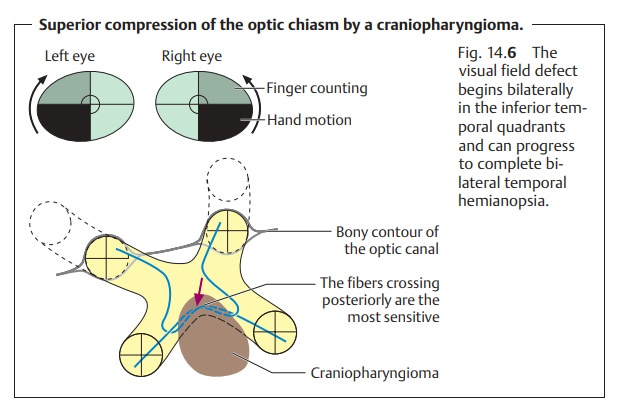 Superior compression of the optic chiasm by a craniopharyngioma.
Left eye
Right eye
Finger counting
Hand motion
Fig. 14.6 The
visual field defect
begins bilaterally
in the inferior tem-
poral quadrants
and can progress
to complete bi-
lateral temporal
hemianopsia.
Bony contour of
the optic canal
The fibers crossing
posteriorly are the
most sensitive
Craniopharyngioma